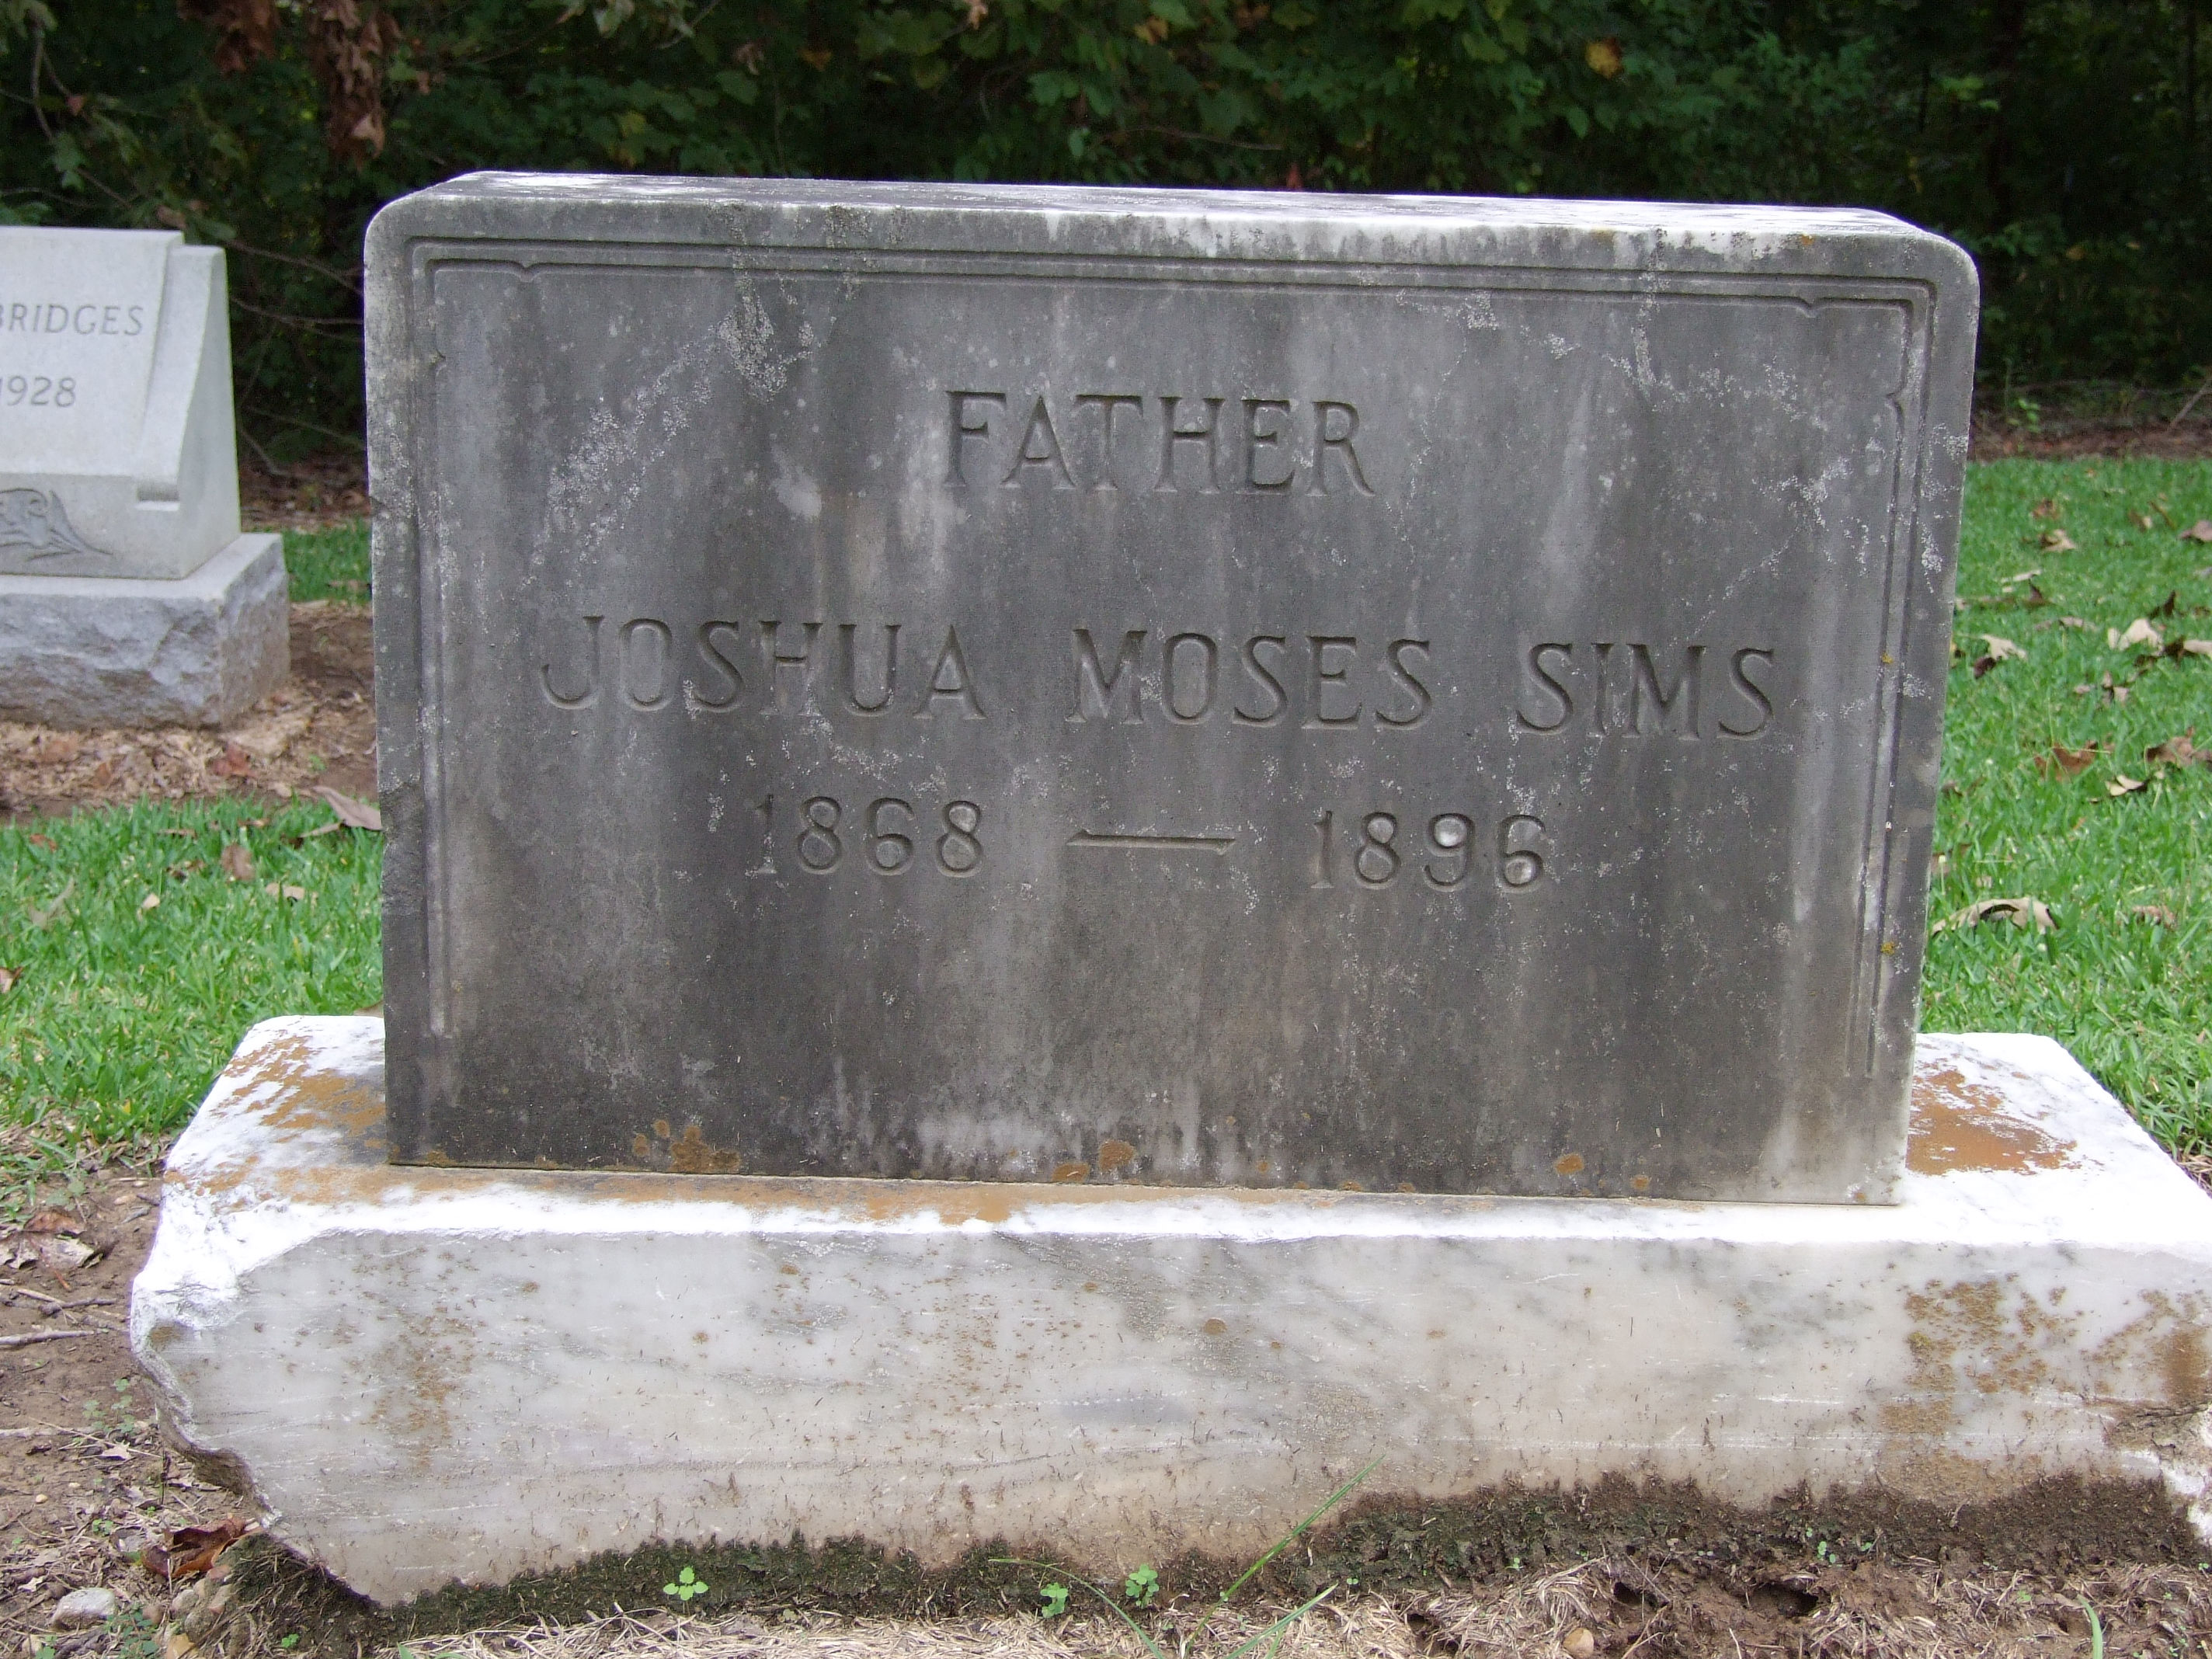 BRIDGES
1928
FATHER
JOSHUA MOSES SIMS
1868 — 1896